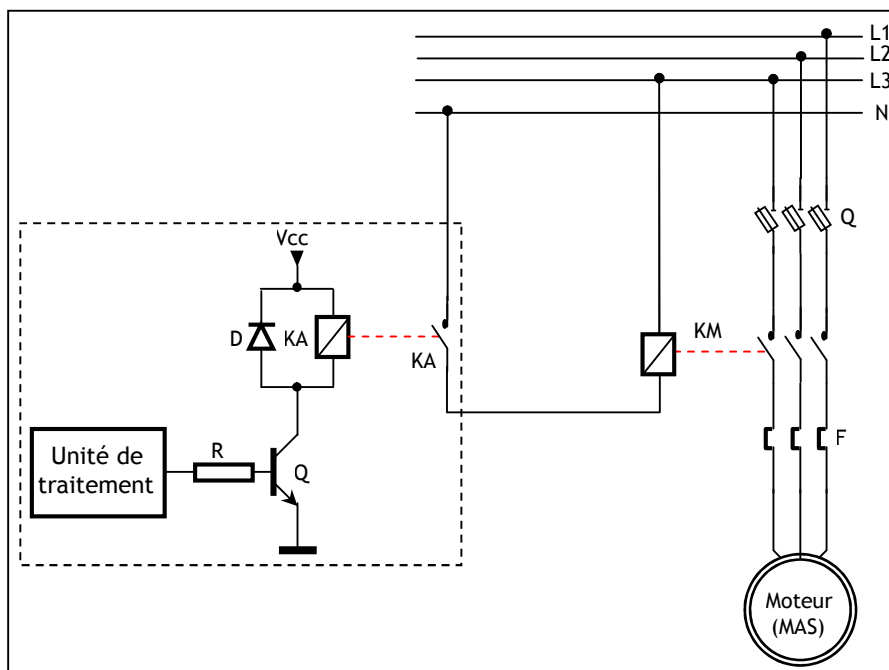 L1
L2
L3
N
Q
Vcc
D
KA
KA
KM
F
R
Q
Unité de
traitement
Moteur
(MAS)